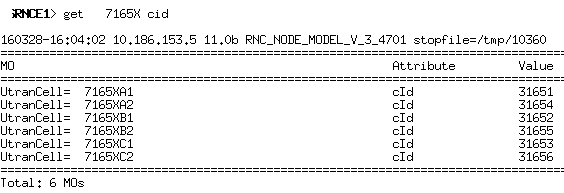 iRNCE1> get 7165X cid
160328-16:04:02 10.186.153.5 11.0b RNC_NODE_MODEL_V_3_4701 stopfile=/tmp/10360
=================================================================================
MO Attribute Value
=================================================================================
UtranCell= 7165XA1 cId 31651
UtranCell= 7165XA2 cId 31654
UtranCell= 7165XB1 cId 31652
UtranCell= 7165XB2 cId 31655
UtranCell= 7165XC1 cId 31653
UtranCell= 7165XC2 cId 31656
=================================================================================
Total: 6 MOs